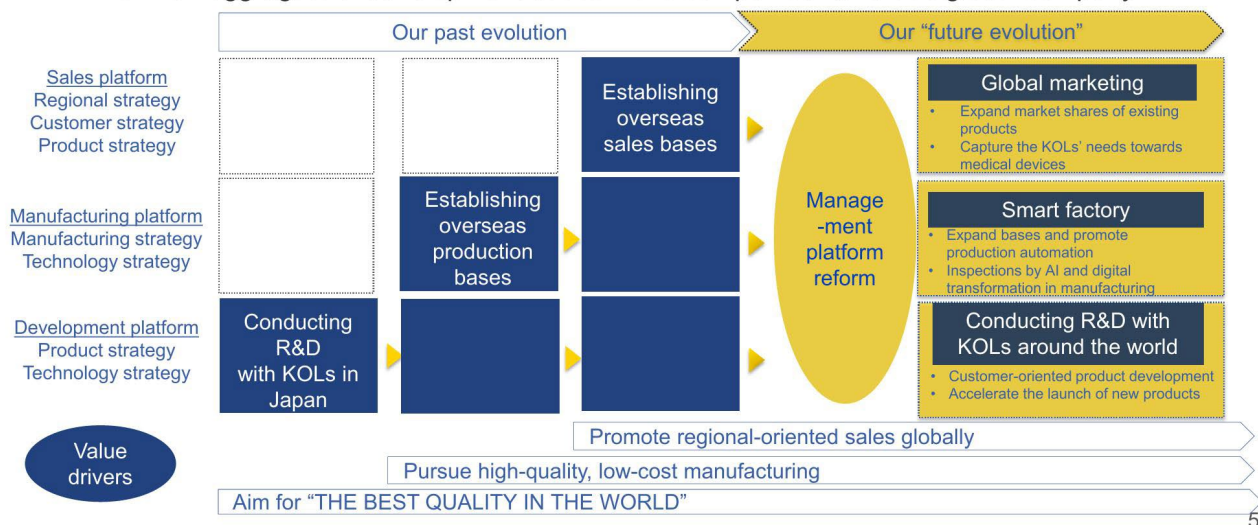 Our past evolution
Our “future evolution”
Sales platform
Regional strategy
Customer strategy
Product strategy
Establishing
overseas
sales bases
Global marketing
• Expand market shares of existing
products
• Capture the KOLs’ needs towards
medical devices
Manufacturing platform
Manufacturing strategy
Technology strategy
Establishing
overseas
production
bases
Manage
-ment
platform
reform
Smart factory
• Expand bases and promote
production automation
• Inspections by AI and digital
transformation in manufacturing
Development platform
Product strategy
Technology strategy
Conducting
R&D
with KOLs in
Japan
Conducting R&D with
KOLs around the world
• Customer-oriented product development
• Accelerate the launch of new products
Value
drivers
Promote regional-oriented sales globally
Pursue high-quality, low-cost manufacturing
Aim for “THE BEST QUALITY IN THE WORLD”
5